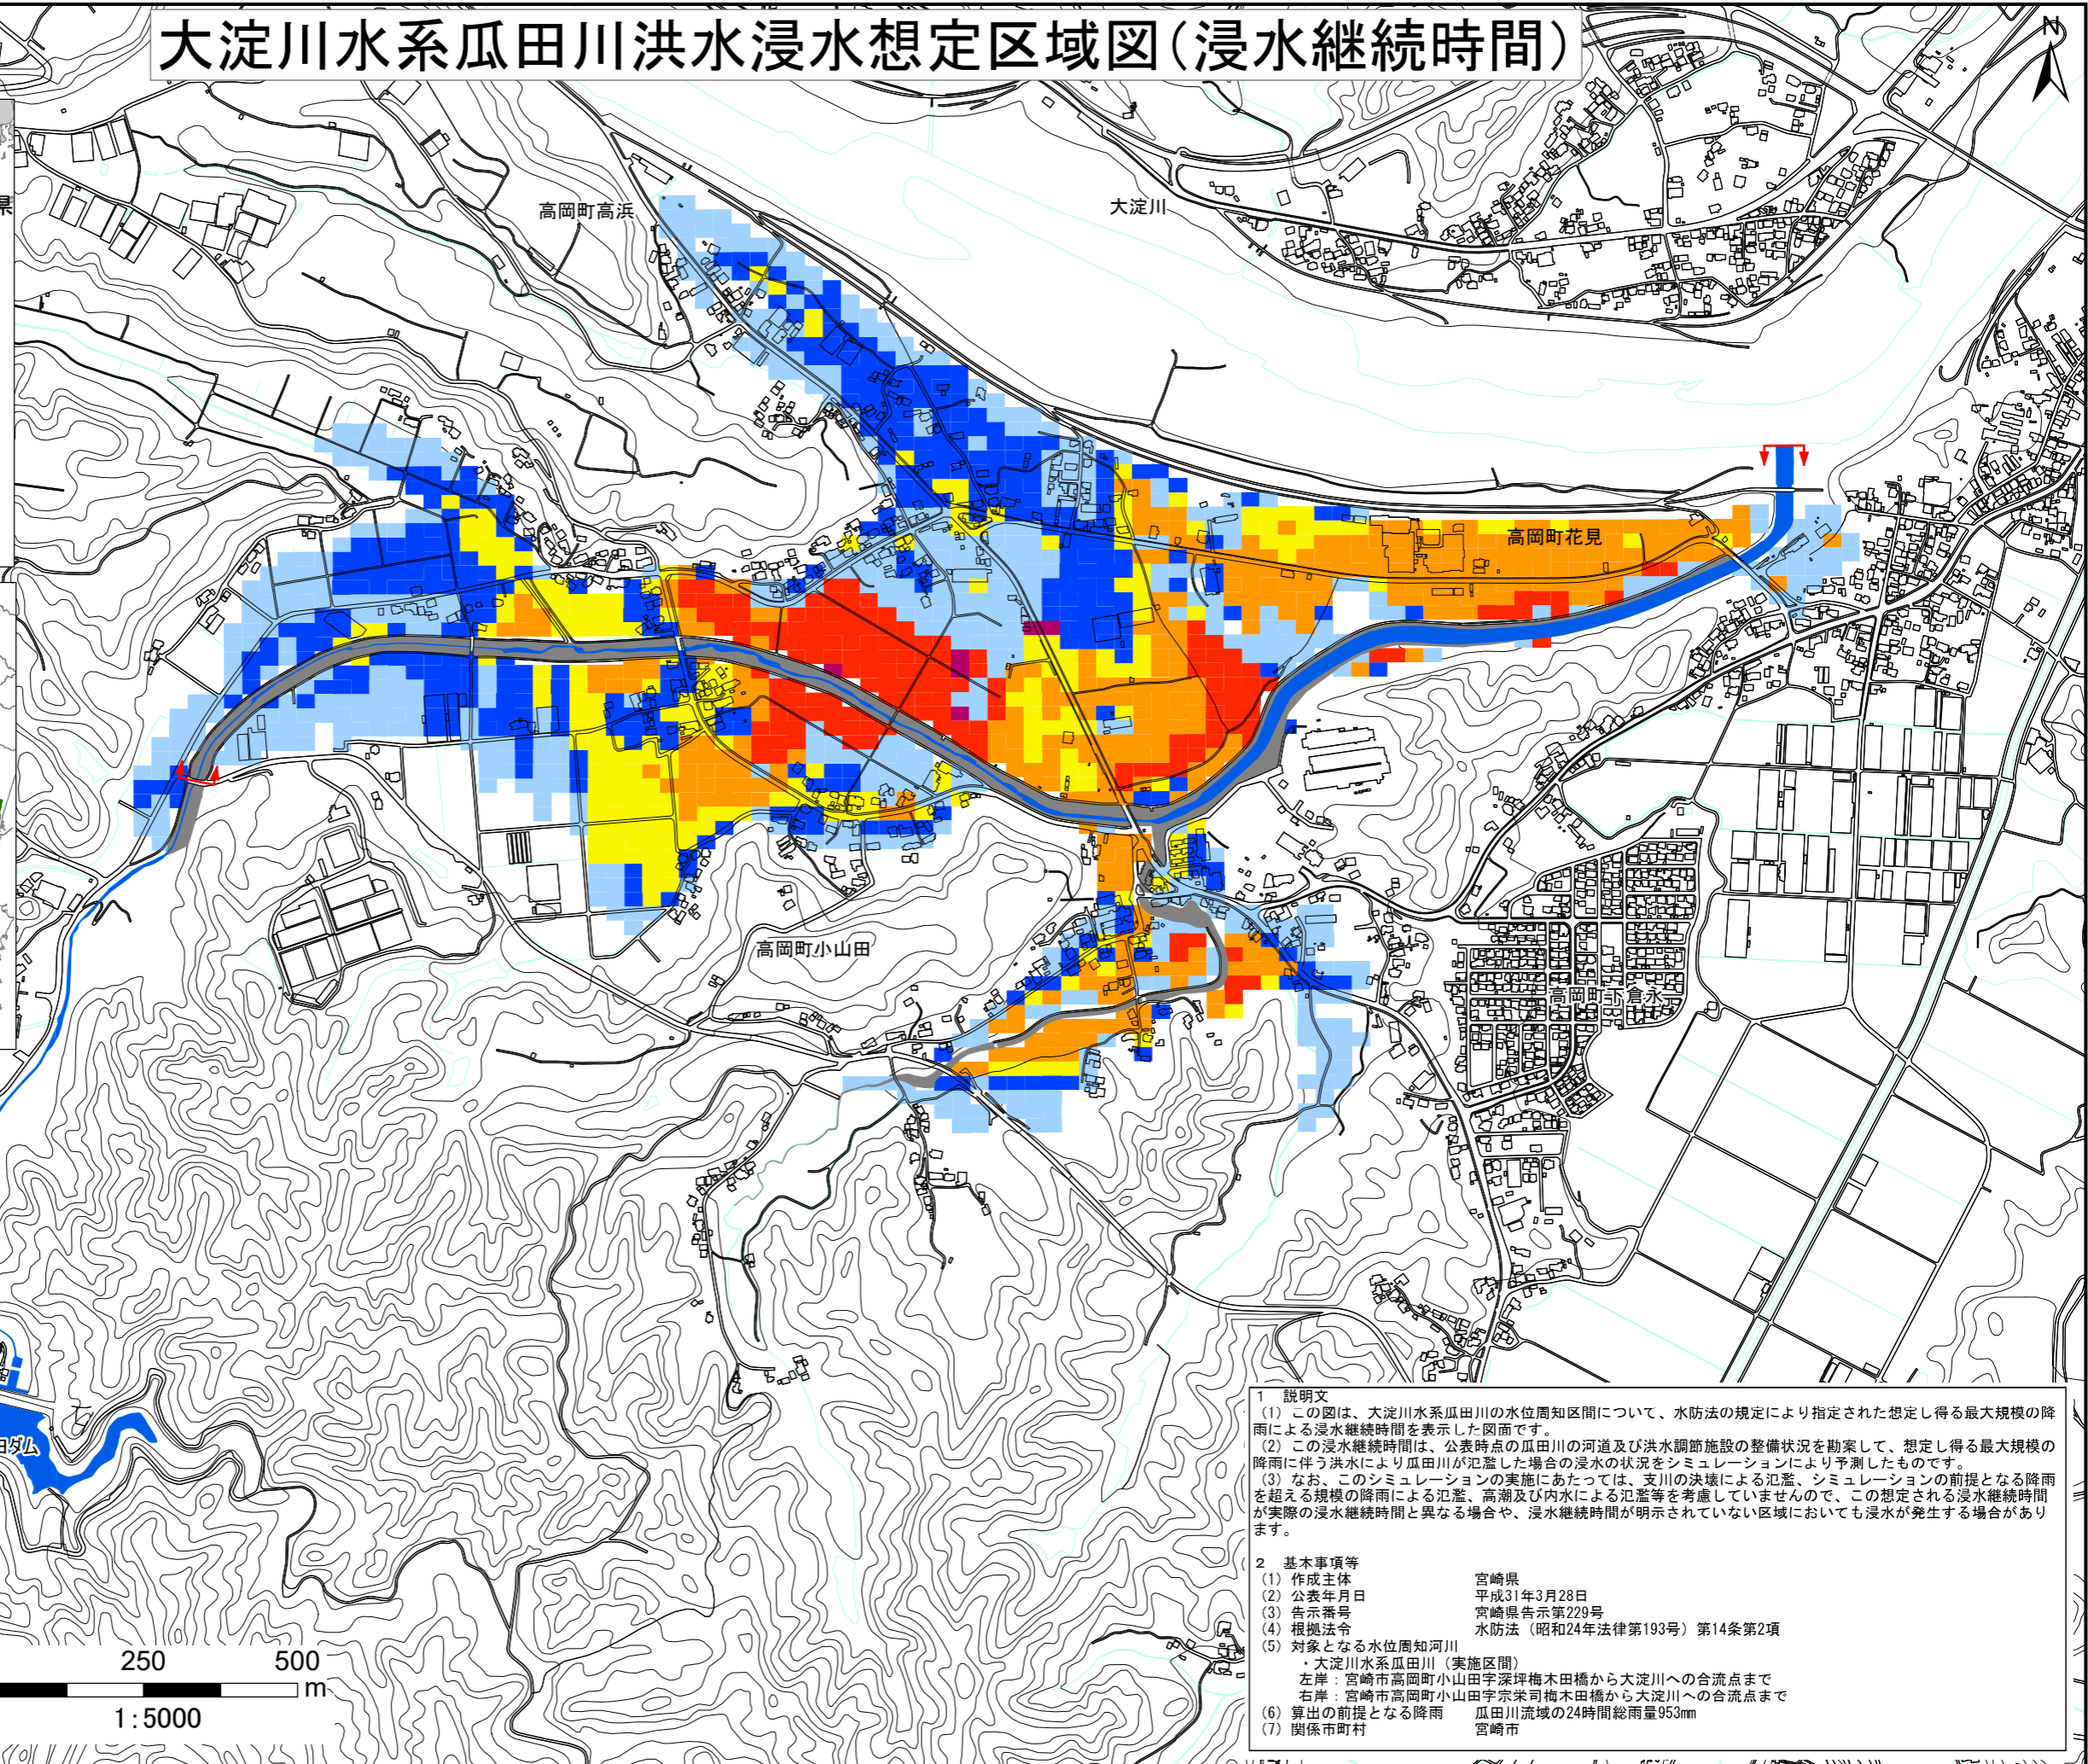 大淀川水系瓜田川洪水浸水想定区域図(浸水継続時間)
N
県
高岡町高浜
大淀川
高岡町花見
高岡町小山田
高岡町下倉永
田ダム
250 500
m
1:5000
1 説明文
(1) この図は、大淀川水系瓜田川の水位周知区間について、水防法の規定により指定された想定し得る最大規模の降
雨による浸水継続時間を表示した図面です。
(2) この浸水継続時間は、公表時点の瓜田川の河道及び洪水調節施設の整備状況を勘案して、想定し得る最大規模の
降雨に伴う洪水により瓜田川が氾濫した場合の浸水の状況をシミュレーションにより予測したものです。
(3) なお、このシミュレーションの実施にあたっては、支川の決壊による氾濫、シミュレーションの前提となる降雨
を超える規模の降雨による氾濫、高潮及び内水による氾濫等を考慮していませんので、この想定される浸水継続時間
が実際の浸水継続時間と異なる場合や、浸水継続時間が明示されていない区域においても浸水が発生する場合があり
ます。
2 基本事項等
(1) 作成主体 宮崎県
(2) 公表年月日 平成31年3月28日
(3) 告示番号 宮崎県告示第229号
(4) 根拠法令 水防法(昭和24年法律第193号)第14条第2項
(5) 対象となる水位周知河川
・大淀川水系瓜田川(実施区間)
左岸:宮崎市高岡町小山田字深坪梅木田橋から大淀川への合流点まで
右岸:宮崎市高岡町小山田字宗栄司梅木田橋から大淀川への合流点まで
(6) 算出の前提となる降雨 瓜田川流域の24時間総雨量953mm
(7) 関係市町村 宮崎市